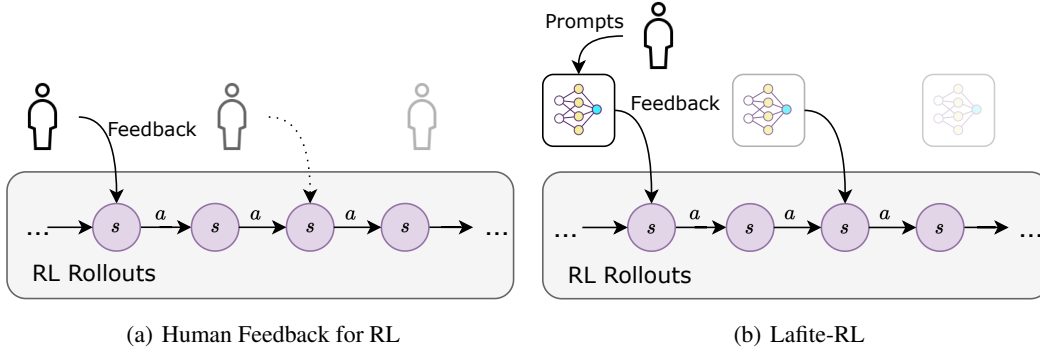 Feedback
... s a s a s a s ...
RL Rollouts
(a) Human Feedback for RL
Prompts
Feedback
... s a s a s a s ...
RL Rollouts
(b) Lafite-RL